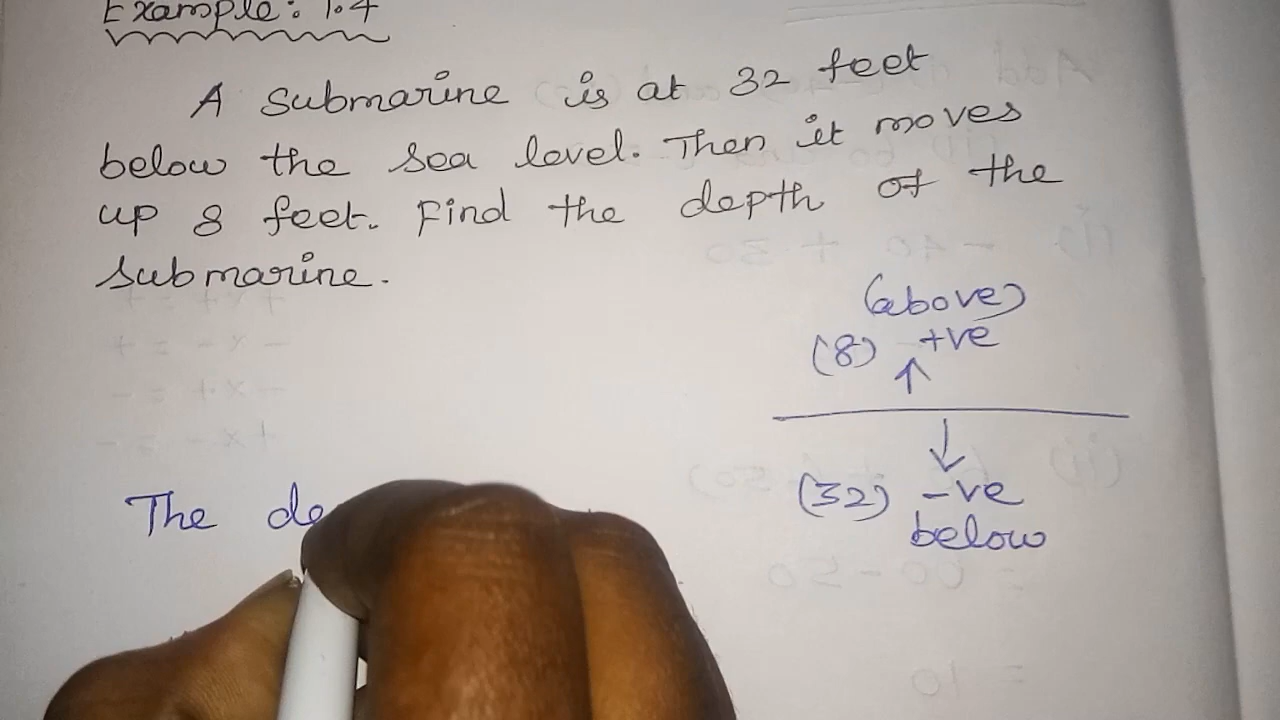 Example: 1.4
A submarine is at 32 feet
below the sea level. Then it moves
up 8 feet. Find the depth of the
submarine.
(above)
(8) +ve
(32) -ve
below
The de